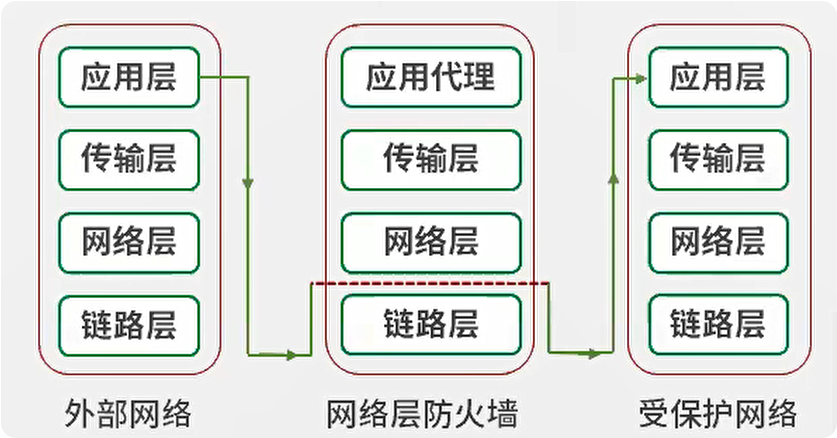 应用层
传输层
网络层
链路层
外部网络
应用代理
传输层
网络层
链路层
网络层防火墙
应用层
传输层
网络层
链路层
受保护网络